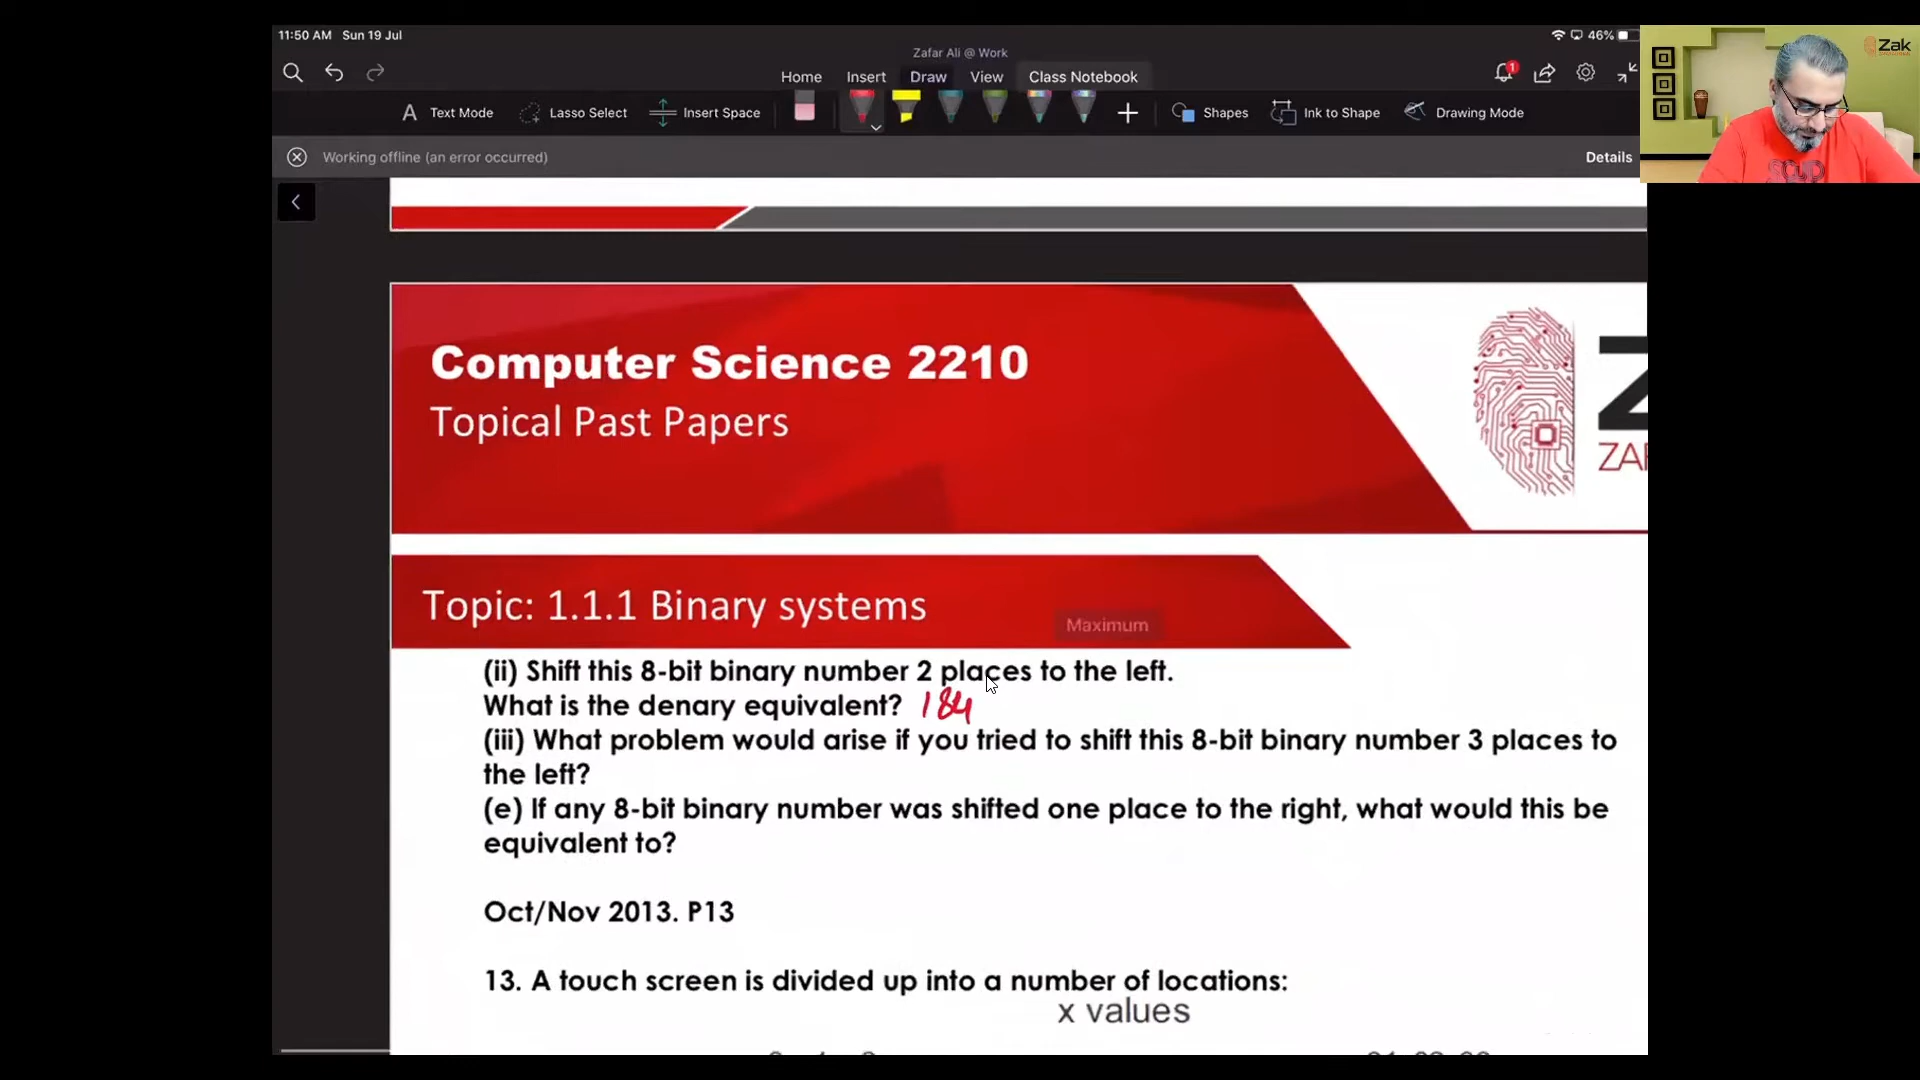 11:50 AM Sun 19 Jul
46%
Zafar Ali @ Work
Home Insert Draw View Class Notebook
1
Text Mode Lasso Select Insert Space Shapes Ink to Shape Drawing Mode
Working offline (an error occurred) Details
Zak
Computer Science 2210
Topical Past Papers
Z
ZAF
Topic: 1.1.1 Binary systems
Maximum
(ii) Shift this 8-bit binary number 2 places to the left.
What is the denary equivalent? 184
(iii) What problem would arise if you tried to shift this 8-bit binary number 3 places to
the left?
(e) If any 8-bit binary number was shifted one place to the right, what would this be
equivalent to?
Oct/Nov 2013. P13
13. A touch screen is divided up into a number of locations:
x values